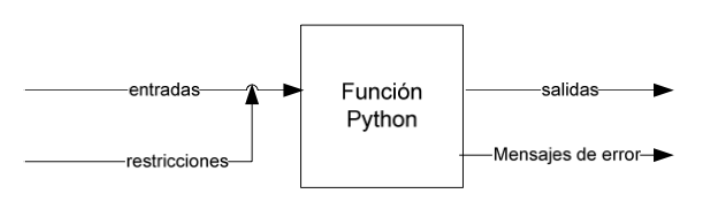 entradas
restricciones
Función
Python
salidas
Mensajes de error